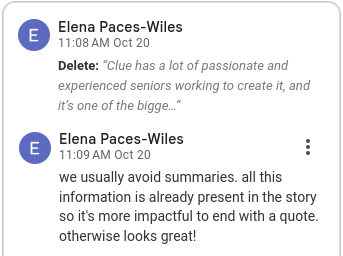 E
Elena Paces-Wiles
11:08 AM Oct 20
Delete: “Clue has a lot of passionate and
experienced seniors working to create it, and
it’s one of the bigge…”
E
Elena Paces-Wiles
11:09 AM Oct 20
we usually avoid summaries. all this
information is already present in the story
so it's more impactful to end with a quote.
otherwise looks great!